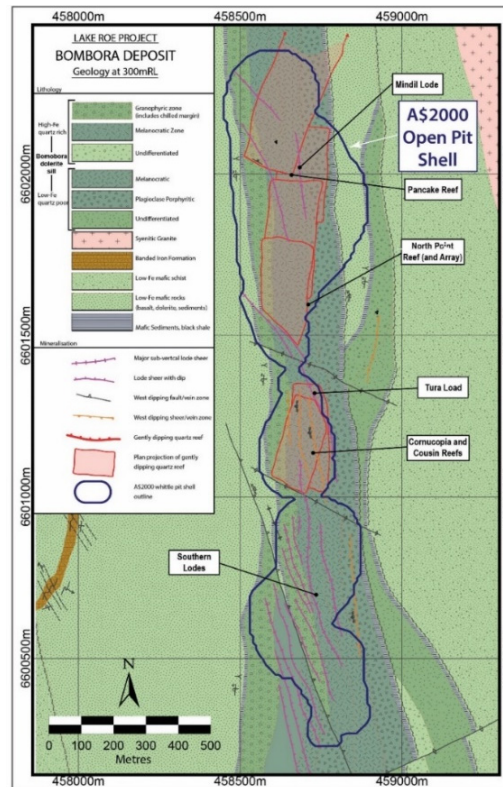 458000m
458500m
459000m
LAKE ROE PROJECT
BOMBORA DEPOSIT
Geology at 300mRL
Lithology
High-Fe
quartz rich
Bomobora
dolerite
sill
Low-Fe
quartz poor
Granophyric zone
(includes chilled margin)
Melanocratic Zone
Undifferentiated
Melanocratic
Plagioclase Porphyritic
Undifferentiated
Syenitic Granite
Banded Iron Formation
Low-Fe mafic schist
Low-Fe mafic rocks
(basalt, dolerite, sediments)
Mafic Sediments, black shale
Mineralisation
Major sub-vertical lode sheer
Lode sheer with dip
West dipping fault/vein zone
West dipping sheer/vein zone
Gently dipping quartz reef
Plan projection of gently
dipping quartz reef
A$2000 whittle pit shell
outline
Mindil Lode
A$2000
Open Pit
Shell
Pancake Reef
North Po1nt
Reef (and Array)
Tura Load
Cornucopia and
Cousin Reefs
Southern
Lodes
6602000m
6601500m
6601000m
6600500m
N
0 100 200 300 400 500
Metres
458000m
458500m
459000m